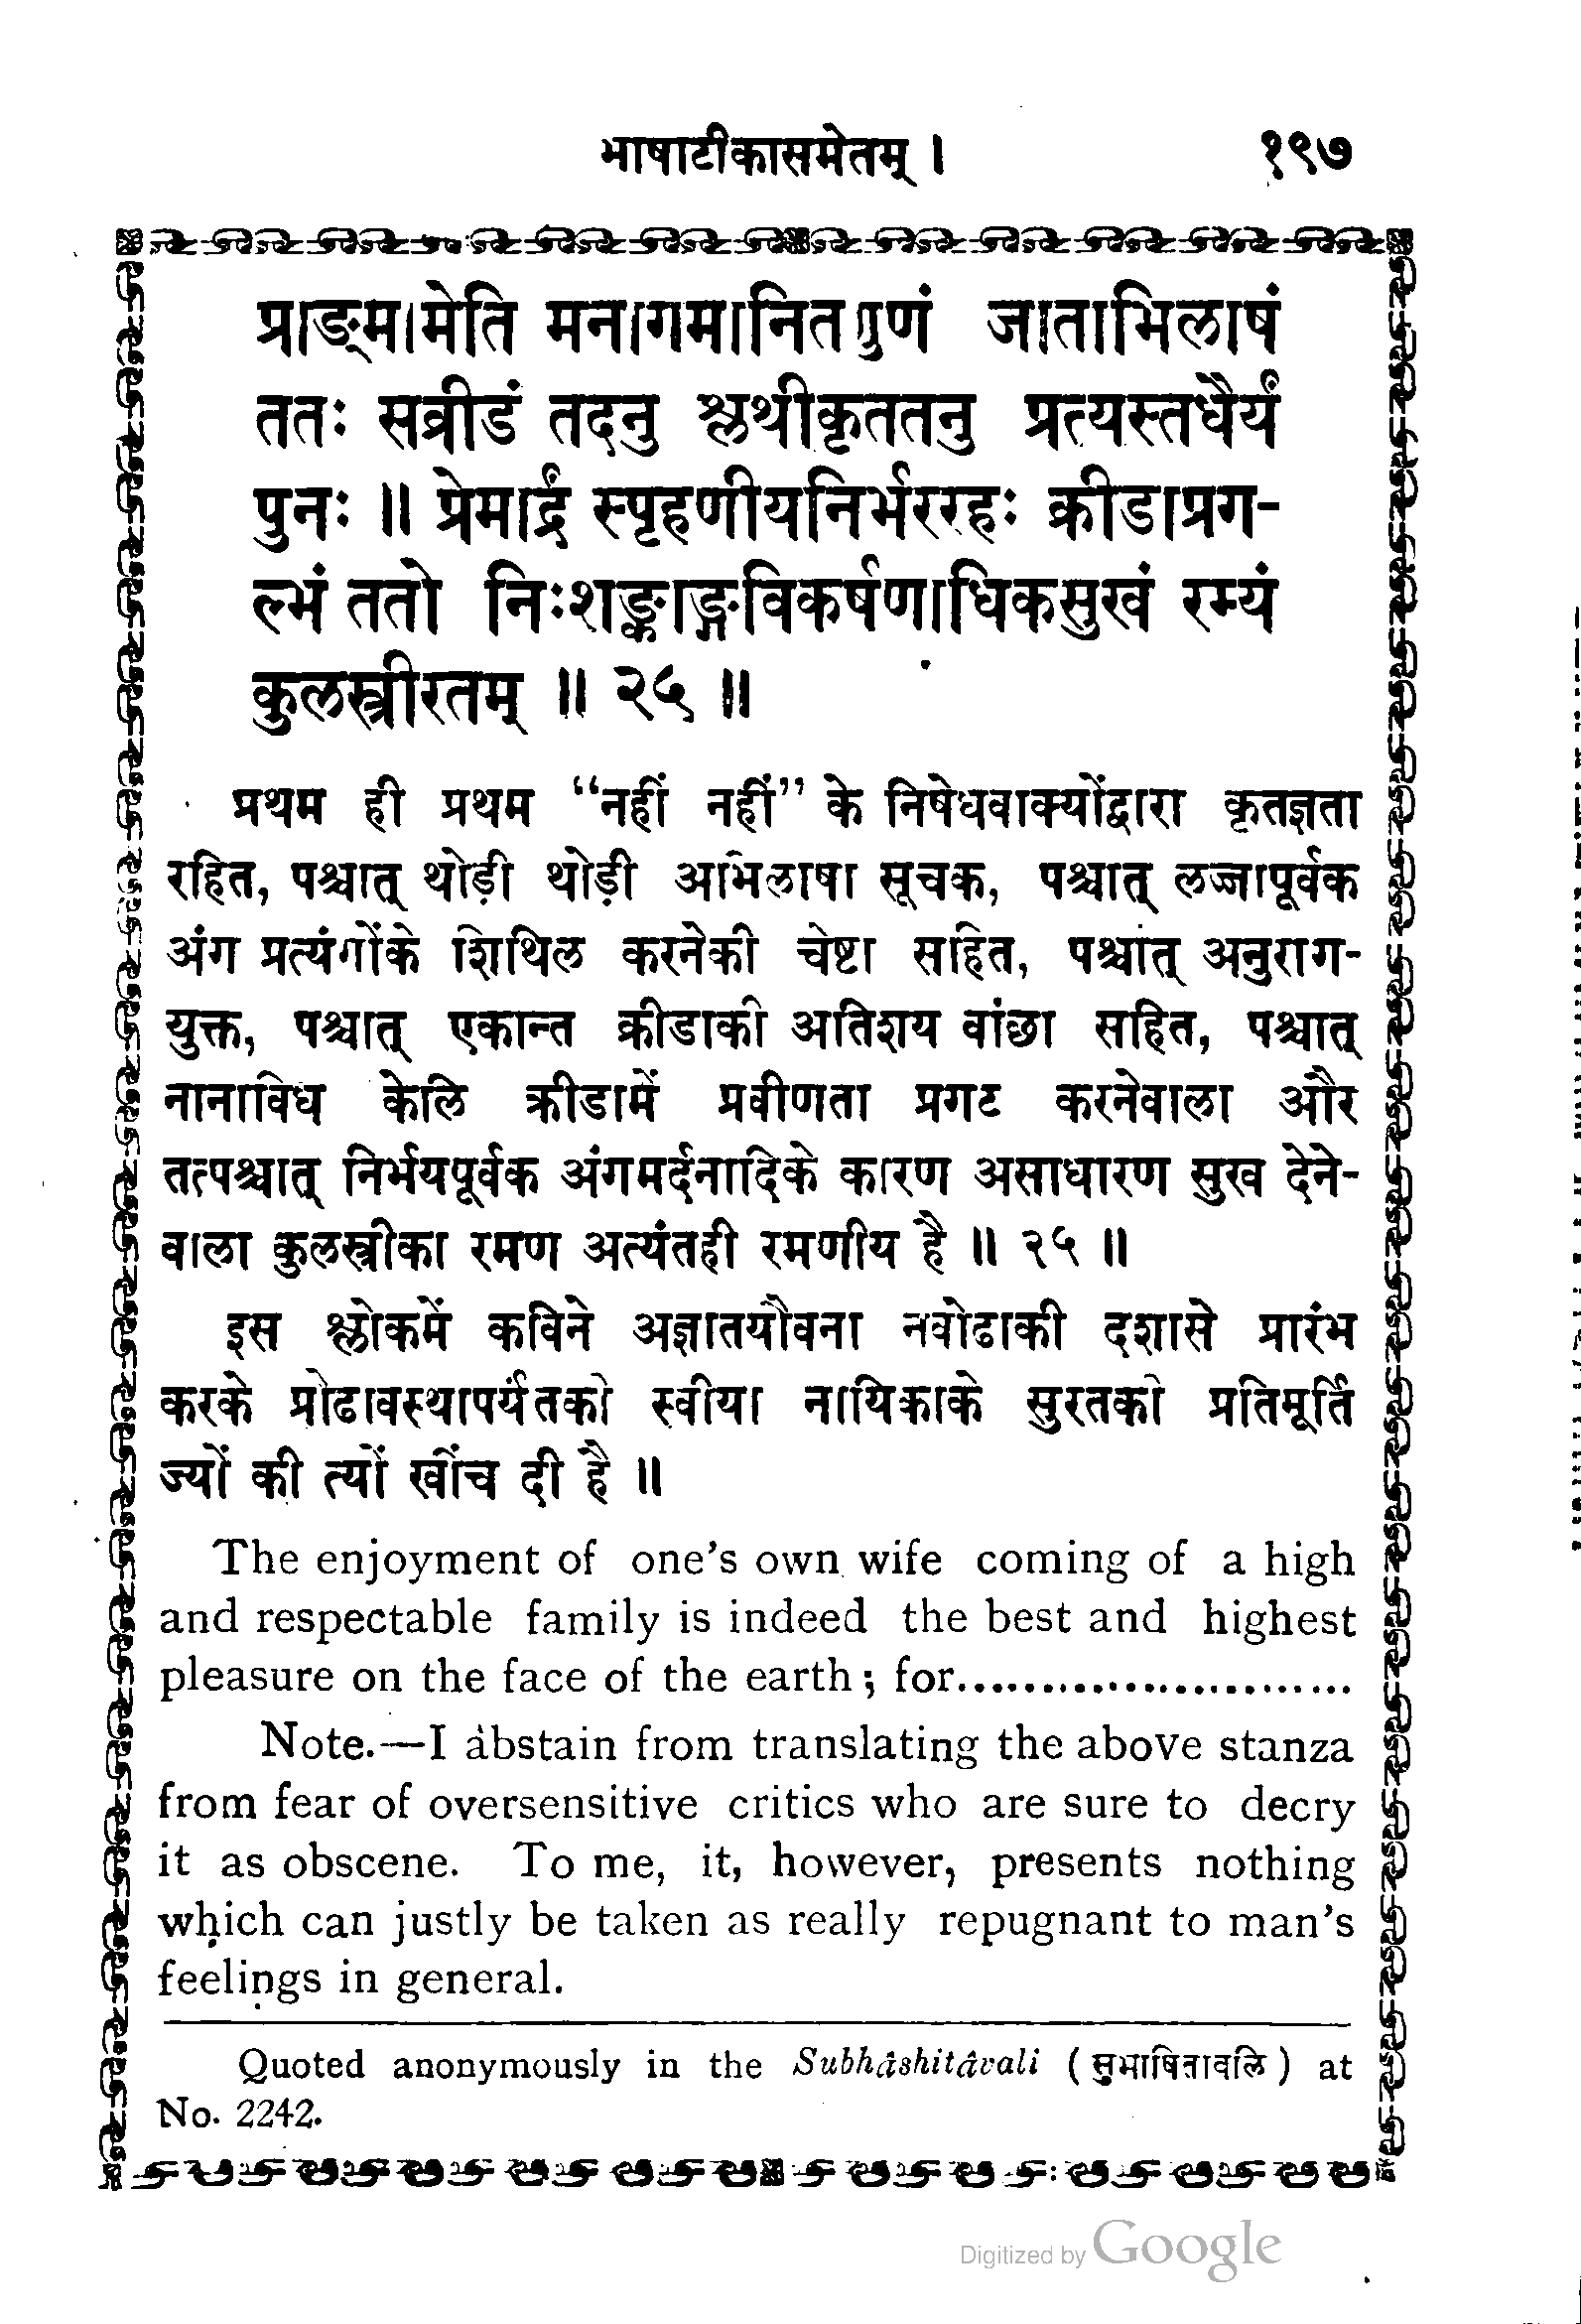 भाषाटीकासमेतम् । १९७
प्राङ्मामेति मनागमानितगुणं जाताभिलाषं
ततः सव्रीडं तदनु श्लथीकृततनु प्रत्यस्तधैर्यं
पुनः ॥ प्रेमार्द्रं स्पृहणीयनिर्भररहः क्रीडाप्रग-
ल्भं ततो निःशङ्काङ्गविकर्षणाधिकसुखं रम्यं
कुलस्त्रीरतम् ॥ २५ ॥
प्रथम ही प्रथम “नहीं नहीं” के निषेधवाक्योंद्वारा कृतज्ञता
रहित, पश्चात् थोड़ी थोड़ी अभिलाषा सूचक, पश्चात् लज्जापूर्वक
अंग प्रत्यंगोंके शिथिल करनेकी चेष्टा सहित, पश्चात् अनुराग-
युक्त, पश्चात् एकान्त क्रीडाकी अतिशय वांछा सहित, पश्चात्
नानाविध केलि क्रीडामें प्रवीणता प्रगट करनेवाला और
तत्पश्चात् निर्भयपूर्वक अंगमर्दनादिके कारण असाधारण सुख देने-
वाला कुलस्त्रीका रमण अत्यंतही रमणीय है ॥ २५ ॥
इस श्लोकमें कविने अज्ञातयौवना नवोढाकी दशासे प्रारंभ
करके प्रोढावस्थापर्यंतकी स्वीया नायिकाके सुरतकी प्रतिमूर्ति
ज्यों की त्यों खींच दी है ॥
The enjoyment of one's own wife coming of a high
and respectable family is indeed the best and highest
pleasure on the face of the earth; for........................
Note.—I abstain from translating the above stanza
from fear of oversensitive critics who are sure to decry
it as obscene. To me, it, however, presents nothing
which can justly be taken as really repugnant to man's
feelings in general.
Quoted anonymously in the Subhâshitâvali ( सुभाषितावलि ) at
No. 2242.
Digitized by Google